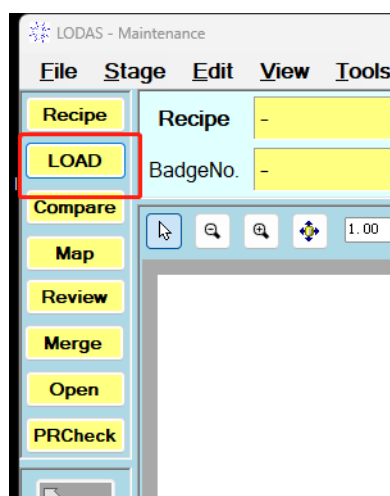 LODAS - Maintenance
File Stage Edit View Tools
Recipe
LOAD
Compare
Map
Review
Merge
Open
PRCheck
Recipe -
BadgeNo. -
1.00